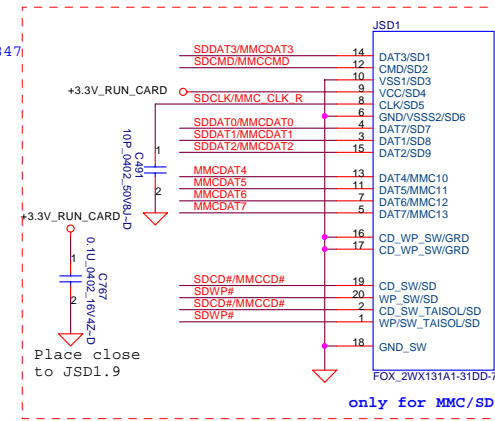 JSD1
347
SDDAT3/MMCDAT3 14 DAT3/SD1
SDCMD/MMCCMD 12 CMD/SD2
10 VSS1/SD3
+3.3V_RUN_CARD 9 VCC/SD4
SDCLK/MMC_CLK_R 8 CLK/SD5
6 GND/VSSS2/SD6
SDDAT0/MMCDAT0 4 DAT7/SD7
SDDAT1/MMCDAT1 3 DAT1/SD8
SDDAT2/MMCDAT2 15 DAT2/SD9
1
C491
10P_0402_50V8J~D
2
MMCDAT4 13 DAT4/MMC10
MMCDAT5 11 DAT5/MMC11
MMCDAT6 7 DAT6/MMC12
MMCDAT7 5 DAT7/MMC13
+3.3V_RUN_CARD
16 CD_WP_SW/GRD
17 CD_WP_SW/GRD
1
C767
0.1U_0402_16V4Z~D
2
SDCD#/MMCCD# 19 CD_SW/SD
SDWP# 20 WP_SW/SD
SDCD#/MMCCD# 2 CD_SW_TAISOL/SD
SDWP# 1 WP/SW_TAISOL/SD
18 GND_SW
Place close
to JSD1.9
FOX_2WX131A1-31DD-7
only for MMC/SD